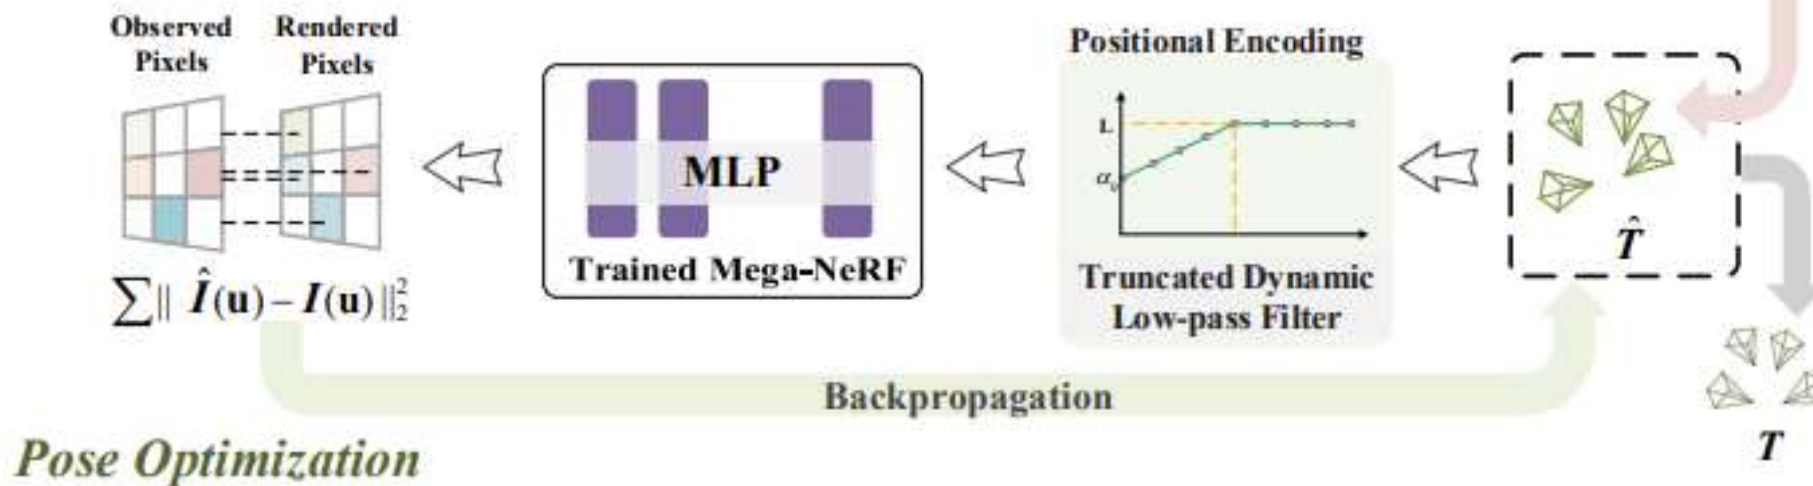 Observed Pixels
Rendered Pixels
∑|| Î(u) − I(u) ||₂²
MLP
Trained Mega-NeRF
Positional Encoding
L
α₀
Truncated Dynamic
Low-pass Filter
T̂
Backpropagation
T
Pose Optimization